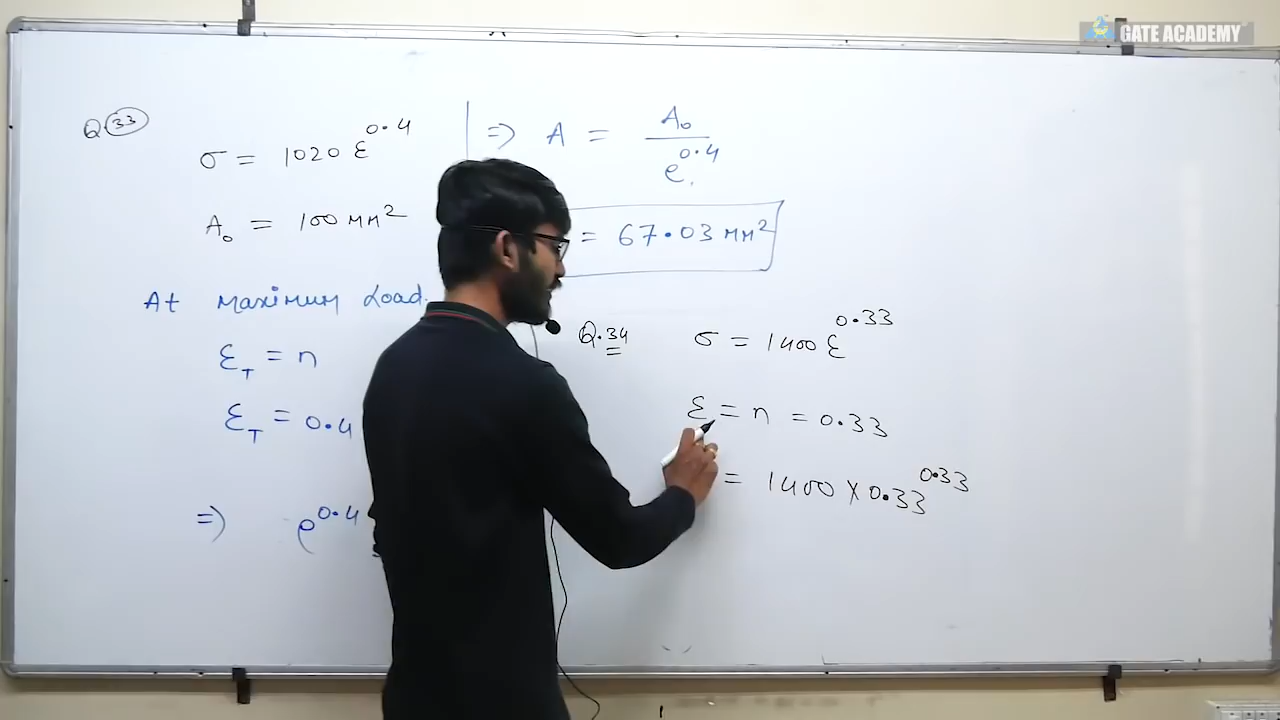 GATE ACADEMY
Q.33
σ = 1020 ε^0.4
A₀ = 100 MM²
At MAXIMUM Load.
ε_T = n
ε_T = 0.4
⇒ e^0.4
⇒ A = A₀ / e^0.4
= 67.03 MM²
Q.34
σ = 1400 ε^0.33
ε = n = 0.33
= 1400 × 0.33^0.33